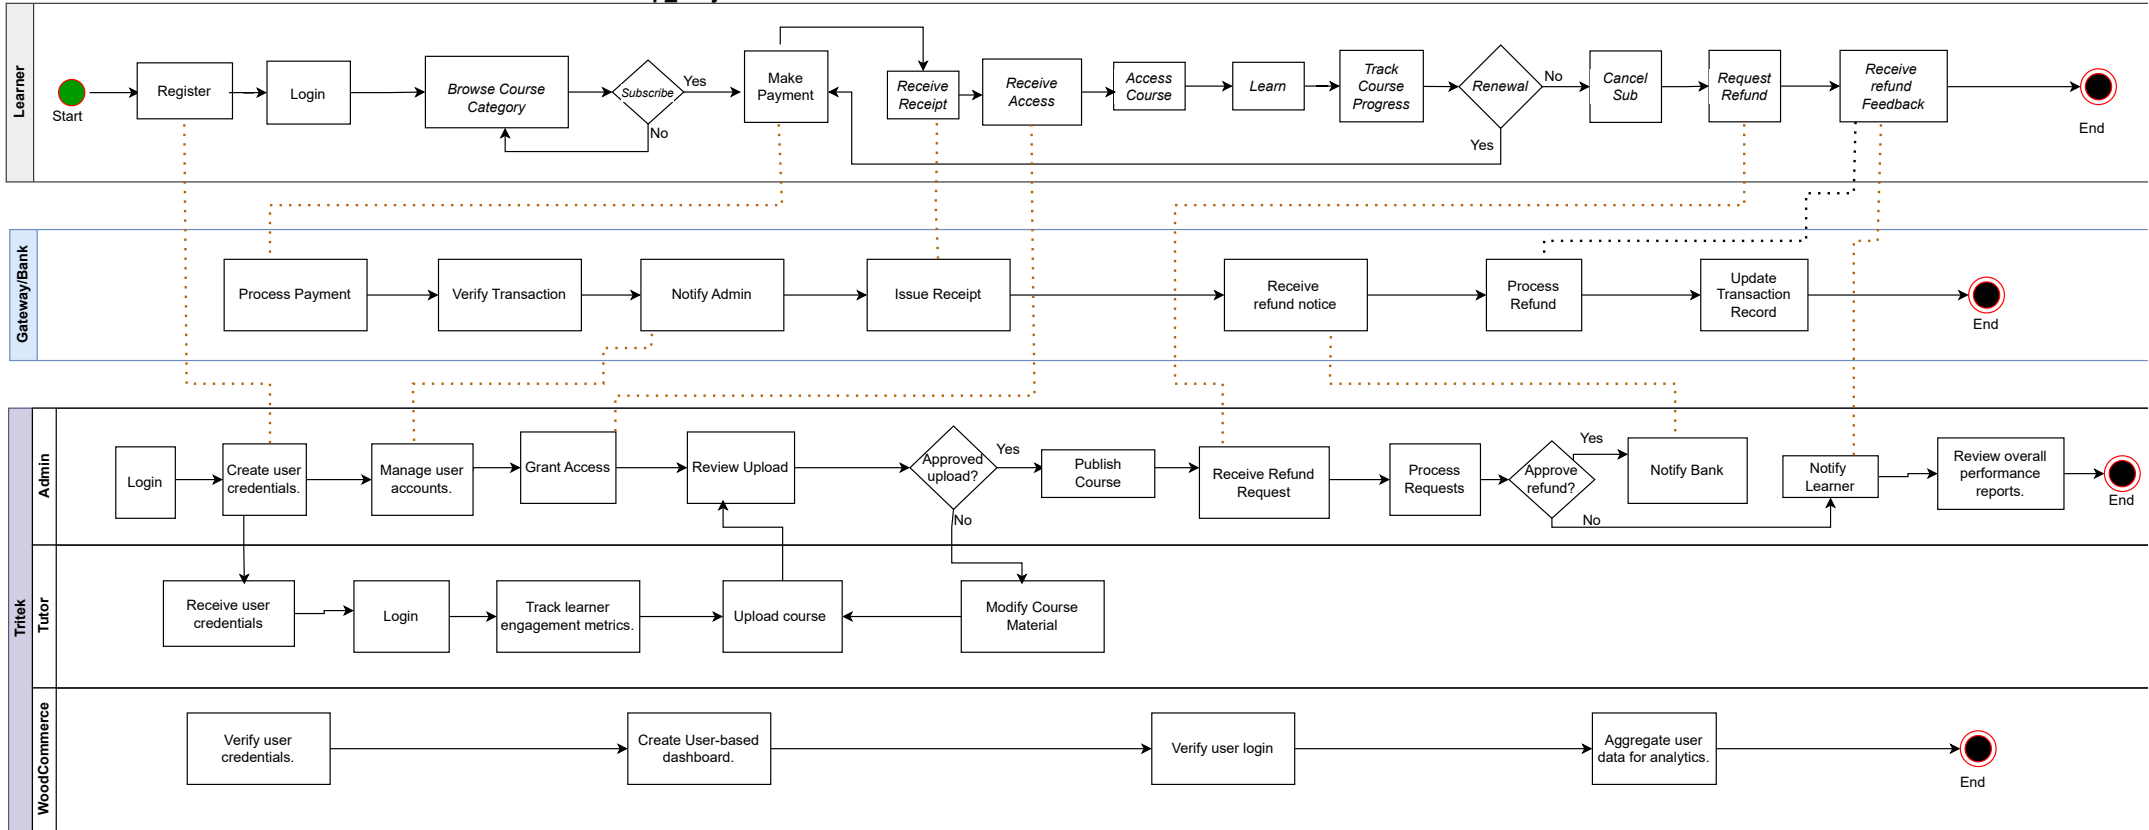 Learner
Start
Register
Login
Browse Course
Category
Subscribe
Yes
No
Make
Payment
Receive
Receipt
Receive
Access
Access
Course
Learn
Track
Course
Progress
Renewal
No
Yes
Cancel
Sub
Request
Refund
Receive
refund
Feedback
End
Gateway/Bank
Process Payment
Verify Transaction
Notify Admin
Issue Receipt
Receive
refund notice
Process
Refund
Update
Transaction
Record
End
Tritek
Admin
Login
Create user
credentials.
Manage user
accounts.
Grant Access
Review Upload
Approved
upload?
Yes
No
Publish
Course
Receive Refund
Request
Process
Requests
Approve
refund?
Yes
No
Notify Bank
Notify
Learner
Review overall
performance
reports.
End
Tutor
Receive user
credentials
Login
Track learner
engagement metrics.
Upload course
Modify Course
Material
WoodCommerce
Verify user
credentials.
Create User-based
dashboard.
Verify user login
Aggregate user
data for analytics.
End